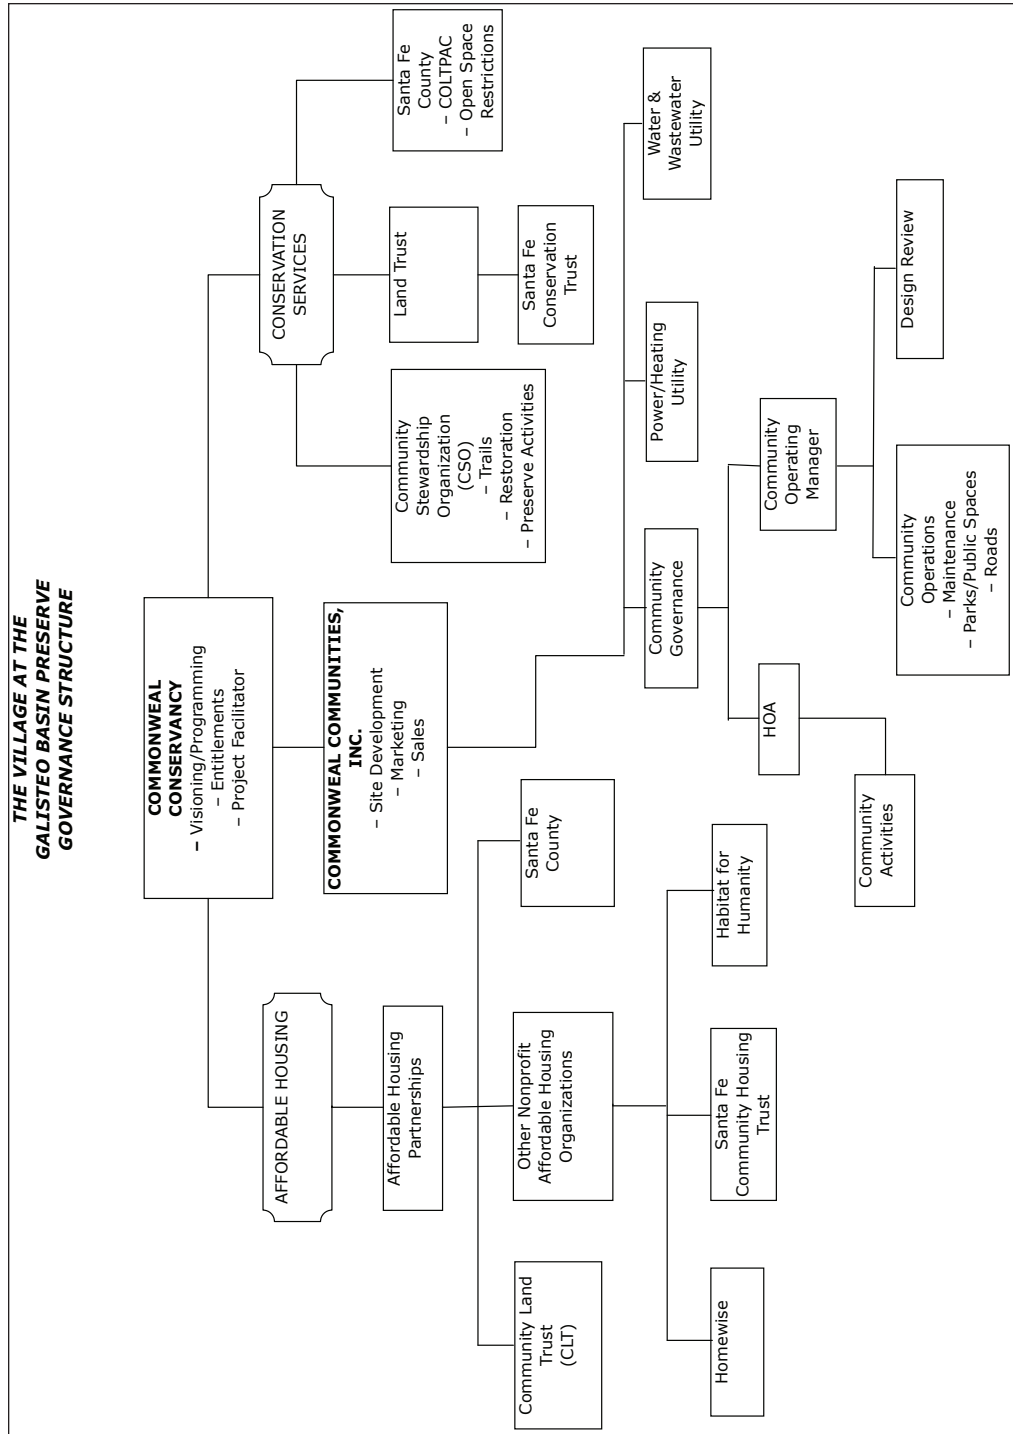 THE VILLAGE AT THE
GALISTEO BASIN PRESERVE
GOVERNANCE STRUCTURE
COMMONWEAL
CONSERVANCY
– Visioning/Programming
– Entitlements
– Project Facilitator
AFFORDABLE HOUSING
CONSERVATION
SERVICES
COMMONWEAL COMMUNITIES,
INC.
– Site Development
– Marketing
– Sales
Affordable Housing
Partnerships
Community
Stewardship
Organization
(CSO)
– Trails
– Restoration
– Preserve Activities
Land Trust
Santa Fe
County
– COLTPAC
– Open Space
Restrictions
Community Land
Trust
(CLT)
Other Nonprofit
Affordable Housing
Organizations
Santa Fe
County
Santa Fe
Conservation
Trust
Community
Governance
Power/Heating
Utility
Water &
Wastewater
Utility
Homewise
Santa Fe
Community Housing
Trust
Habitat for
Humanity
HOA
Community
Operating
Manager
Community
Activities
Community
Operations
– Maintenance
– Parks/Public Spaces
– Roads
Design Review